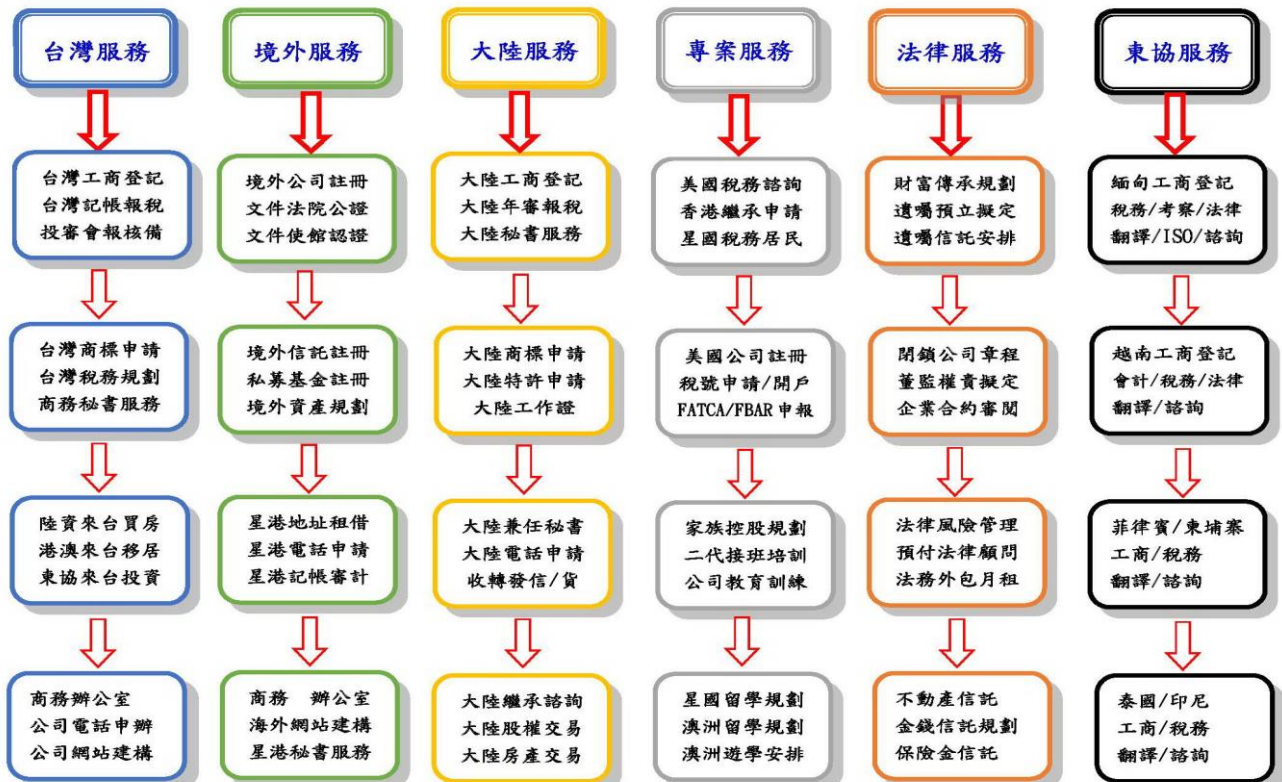 台灣服務
台灣工商登記
台灣記帳報稅
投審會報核備
台灣商標申請
台灣稅務規劃
商務秘書服務
陸資來台買房
港澳來台移居
東協來台投資
商務辦公室
公司電話申辦
公司網站建構
境外服務
境外公司註冊
文件法院公證
文件使館認證
境外信託註冊
私募基金註冊
境外資產規劃
星港地址租借
星港電話申請
星港記帳審計
商務　辦公室
海外網站建構
星港秘書服務
大陸服務
大陸工商登記
大陸年審報稅
大陸秘書服務
大陸商標申請
大陸特許申請
大陸工作證
大陸兼任秘書
大陸電話申請
收轉發信/貨
大陸繼承諮詢
大陸股權交易
大陸房產交易
專案服務
美國稅務諮詢
香港繼承申請
星國稅務居民
美國公司註冊
稅號申請/開戶
FATCA/FBAR申報
家族控股規劃
二代接班培訓
公司教育訓練
星國留學規劃
澳洲留學規劃
澳洲遊學安排
法律服務
財富傳承規劃
遺囑預立擬定
遺囑信託安排
閉鎖公司章程
董監權責擬定
企業合約審閱
法律風險管理
預付法律顧問
法務外包月租
不動產信託
金錢信託規劃
保險金信託
東協服務
緬甸工商登記
稅務/考察/法律
翻譯/ISO/諮詢
越南工商登記
會計/稅務/法律
翻譯/諮詢
菲律賓/柬埔寨
工商/稅務
翻譯/諮詢
泰國/印尼
工商/稅務
翻譯/諮詢